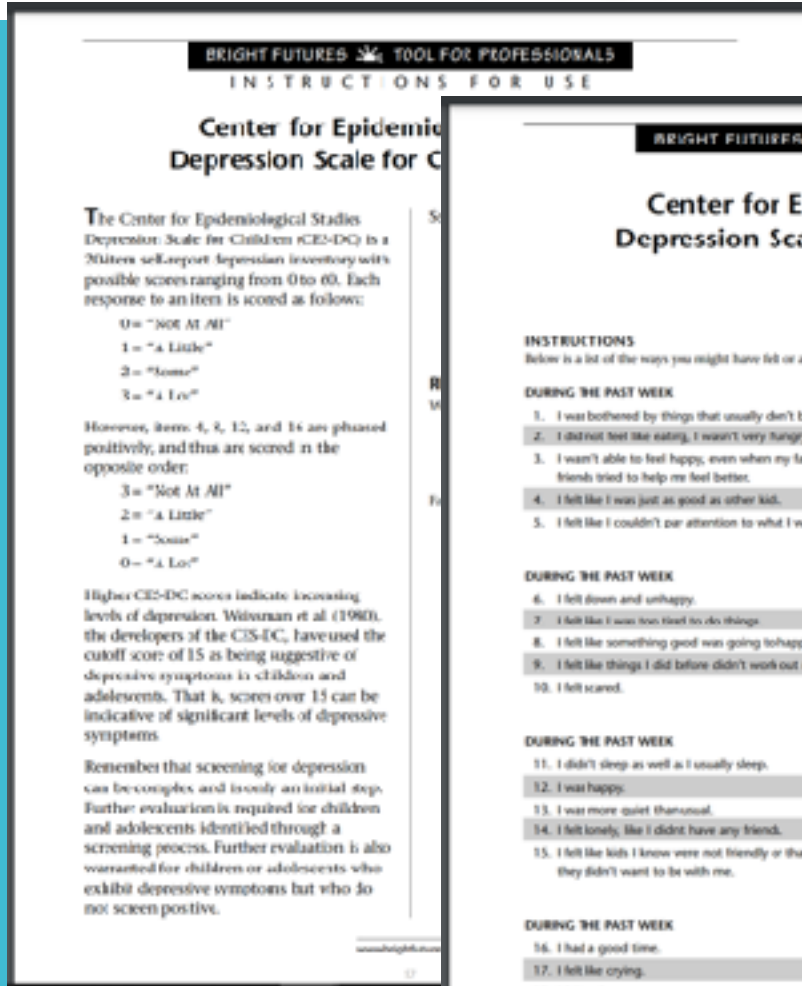 BRIGHT FUTURES TOOL FOR PROFESSIONALS
INSTRUCTIONS FOR USE
Center for Epidemio
Depression Scale for C
The Center for Epidemiological Studies
Depression Scale for Children (CES-DC) is a
20-item self-report depression inventory with
possible scores ranging from 0 to 60. Each
response to an item is scored as follows:
0 = "Not At All"
1 = "A Little"
2 = "Some"
3 = "A Lot"
However, items 4, 8, 12, and 16 are phrased
positively, and thus are scored in the
opposite order:
3 = "Not At All"
2 = "A Little"
1 = "Some"
0 = "A Lot"
Higher CES-DC scores indicate increasing
levels of depression. Weissman et al. (1980),
the developers of the CES-DC, have used the
cutoff score of 15 as being suggestive of
depressive symptoms in children and
adolescents. That is, scores over 15 can be
indicative of significant levels of depressive
symptoms.
Remember that screening for depression
can be complex and is only an initial step.
Further evaluation is required for children
and adolescents identified through a
screening process. Further evaluation is also
warranted for children or adolescents who
exhibit depressive symptoms but who do
not screen positive.
BRIGHT FUTURES
Center for E
Depression Sca
INSTRUCTIONS
Below is a list of the ways you might have felt or a
DURING THE PAST WEEK
1. I was bothered by things that usually don't b
2. I did not feel like eating, I wasn't very hungry
3. I wasn't able to feel happy, even when my fa
friends tried to help me feel better.
4. I felt like I was just as good as other kids.
5. I felt like I couldn't pay attention to what I w
DURING THE PAST WEEK
6. I felt down and unhappy.
7. I felt like I was too tired to do things.
8. I felt like something good was going to happ
9. I felt like things I did before didn't work out
10. I felt scared.
DURING THE PAST WEEK
11. I didn't sleep as well as I usually sleep.
12. I was happy.
13. I was more quiet than usual.
14. I felt lonely, like I didn't have any friends.
15. I felt like kids I know were not friendly or tha
they didn't want to be with me.
DURING THE PAST WEEK
16. I had a good time.
17. I felt like crying.